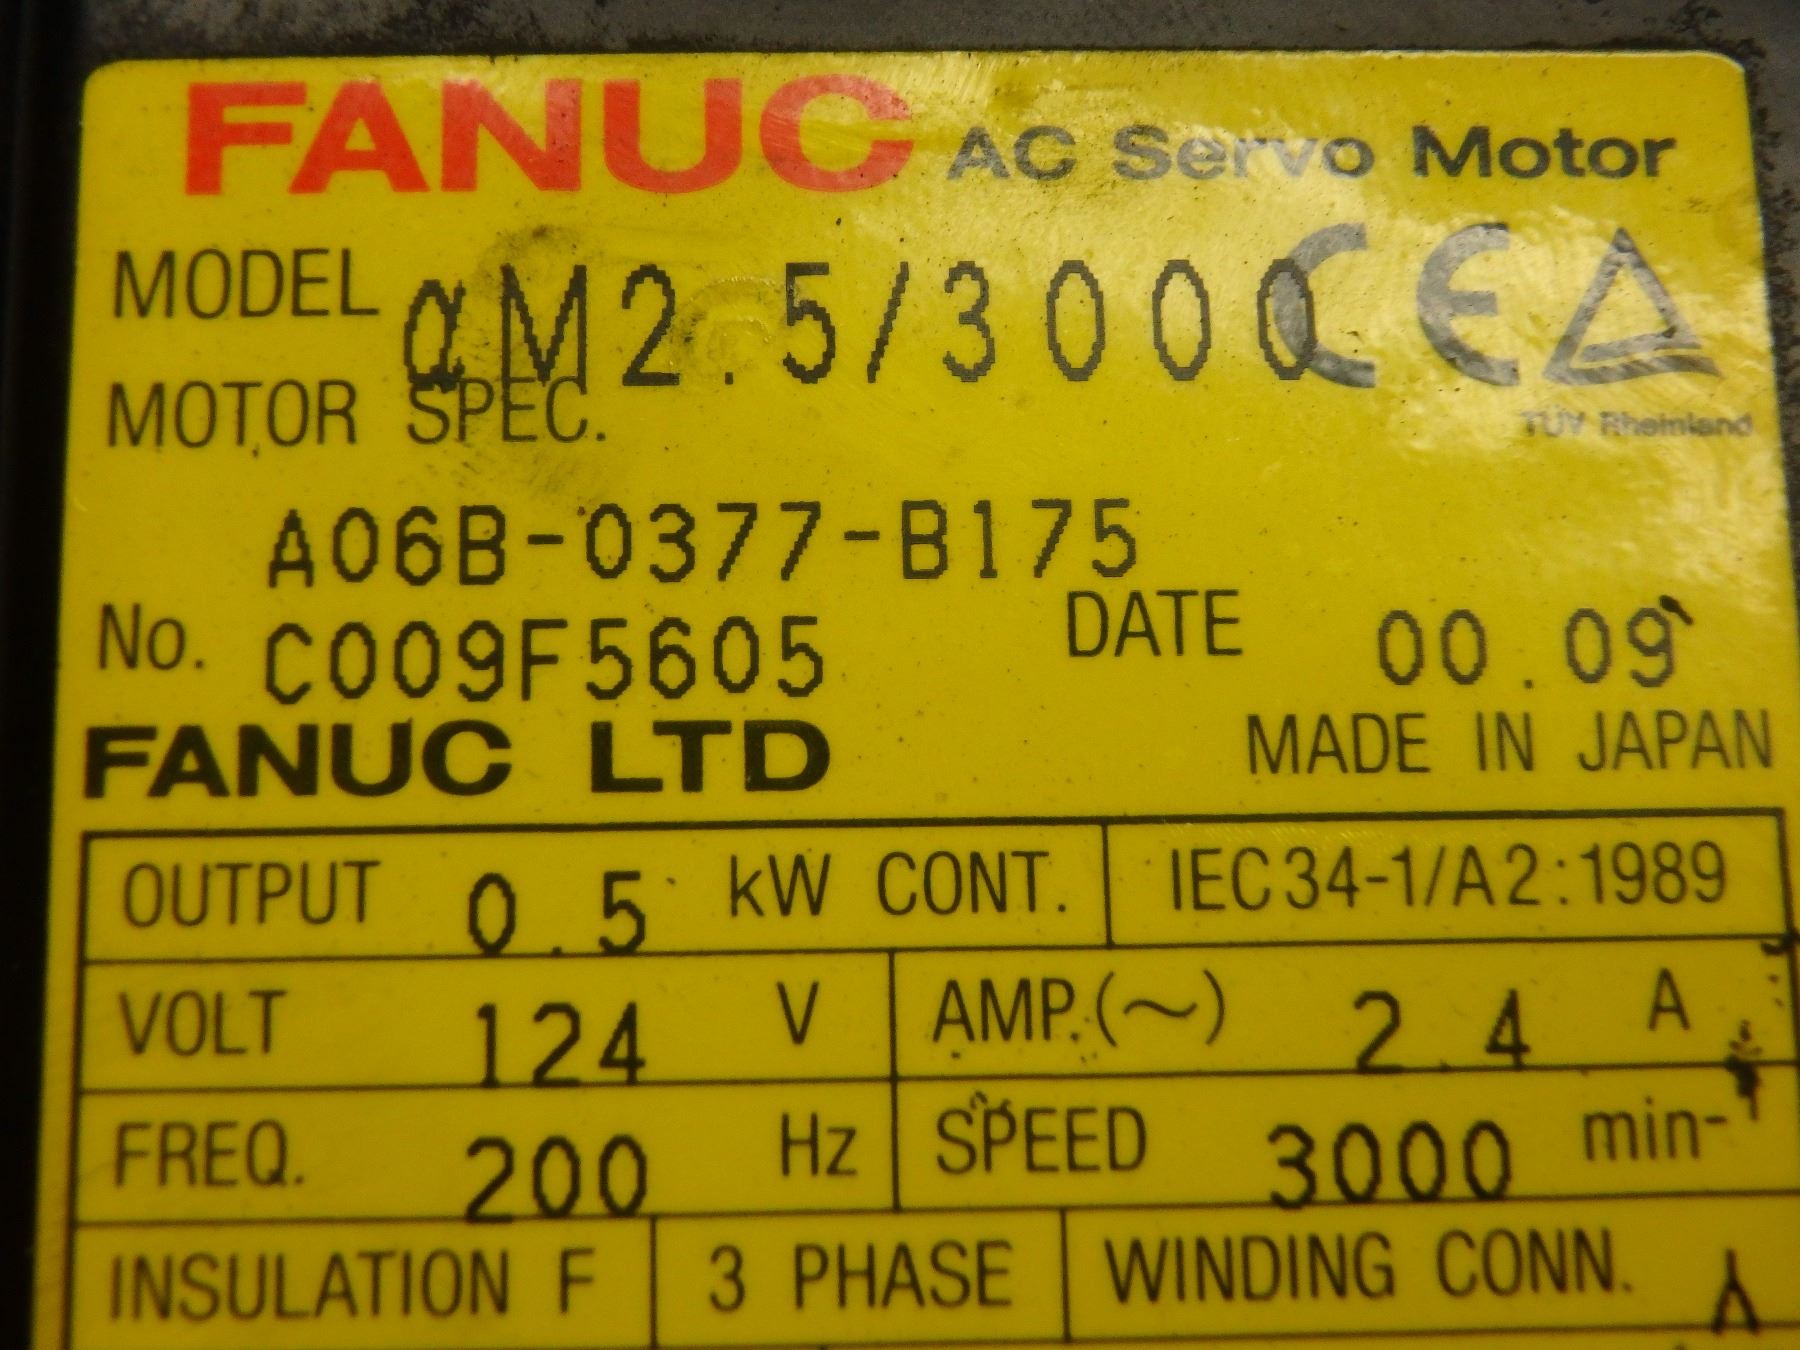 FANUC AC Servo Motor
MODEL αM2.5/3000 CE
TÜV Rheinland
MOTOR SPEC.
A06B-0377-B175
No. C009F5605 DATE 00.09
FANUC LTD MADE IN JAPAN
OUTPUT 0.5 kW CONT. IEC34-1/A2:1989
VOLT 124 V AMP.(~) 2.4 A
FREQ. 200 Hz SPEED 3000 min-1
INSULATION F 3 PHASE WINDING CONN. Y